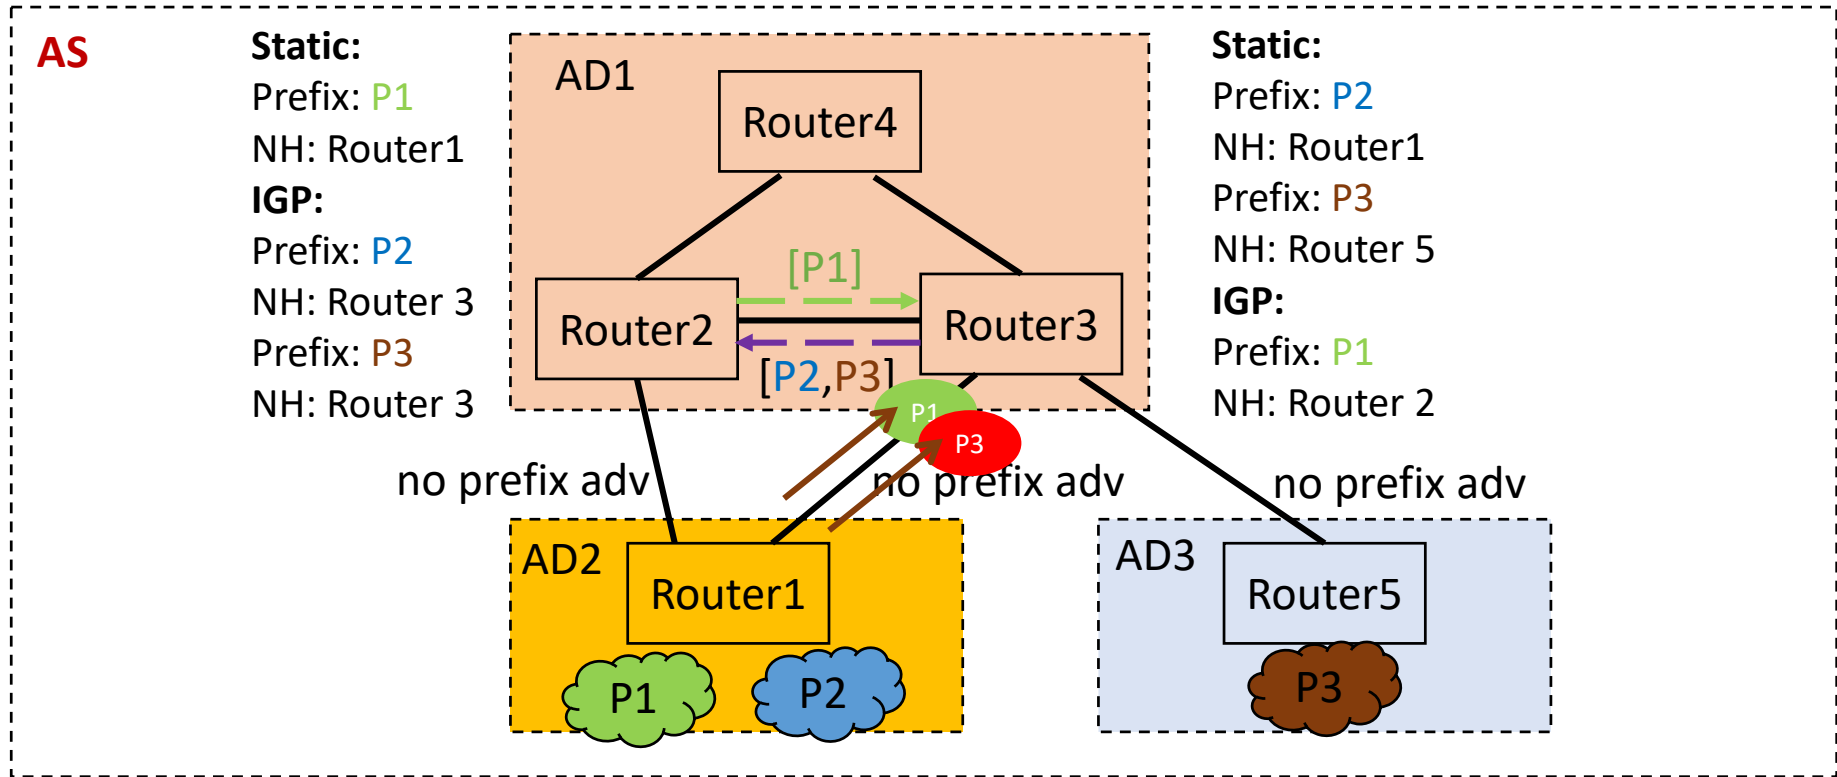 AS
Static:
Prefix: P1
NH: Router1
IGP:
Prefix: P2
NH: Router 3
Prefix: P3
NH: Router 3
AD1
Router4
[P1]
Router2
Router3
[P2,P3]
P1
P3
Static:
Prefix: P2
NH: Router1
Prefix: P3
NH: Router 5
IGP:
Prefix: P1
NH: Router 2
no prefix adv
no prefix adv
no prefix adv
AD2
Router1
P1
P2
AD3
Router5
P3